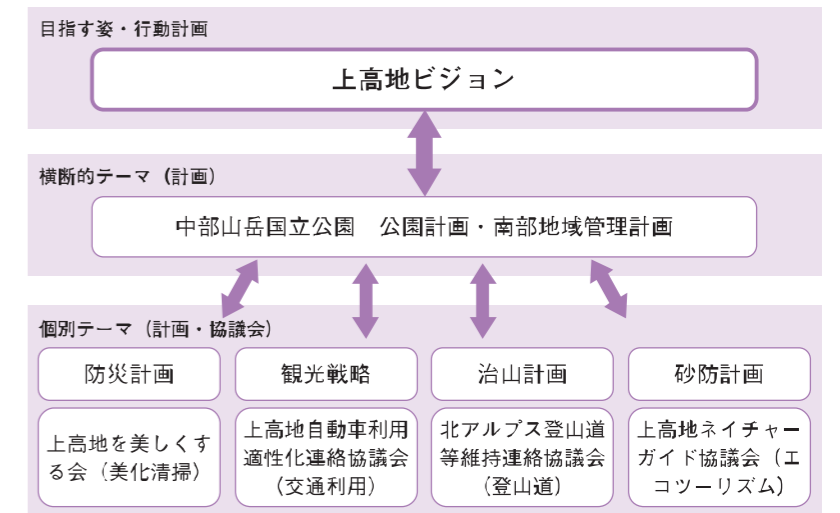 目指す姿・行動計画
上高地ビジョン
横断的テーマ（計画）
中部山岳国立公園　公園計画・南部地域管理計画
個別テーマ（計画・協議会）
防災計画
観光戦略
治山計画
砂防計画
上高地を美しくす
る会（美化清掃）
上高地自動車利用
適性化連絡協議会
（交通利用）
北アルプス登山道
等維持連絡協議会
（登山道）
上高地ネイチャー
ガイド協議会（エ
コツーリズム）